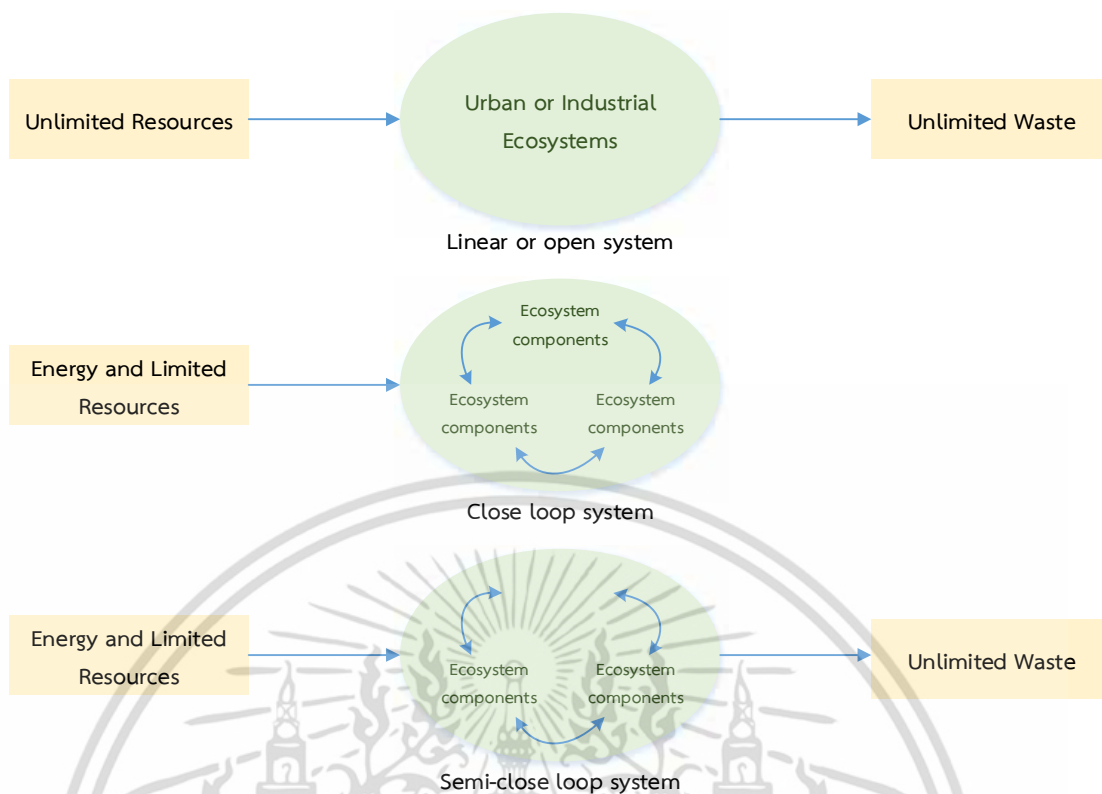 Unlimited Resources
Urban or Industrial
Ecosystems
Unlimited Waste
Linear or open system
Energy and Limited
Resources
Ecosystem
components
Ecosystem
components
Ecosystem
components
Close loop system
Energy and Limited
Resources
Ecosystem
components
Ecosystem
components
Unlimited Waste
Semi-close loop system